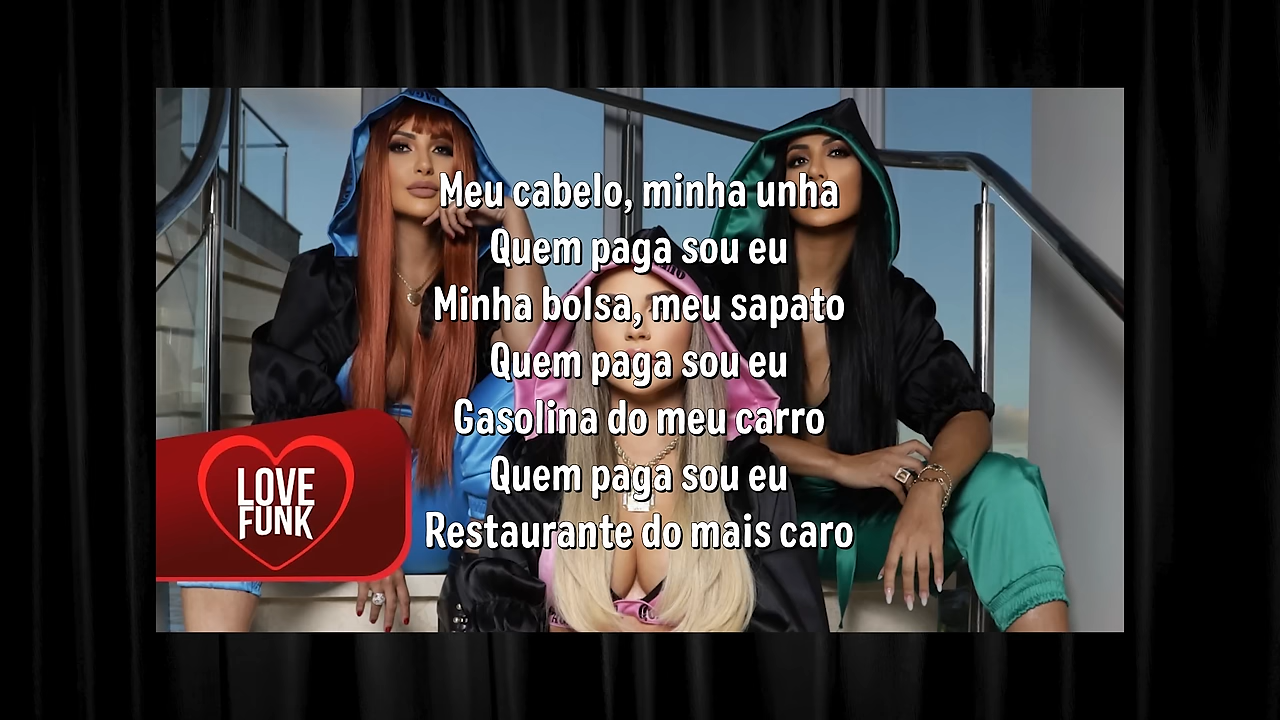 Meu cabelo, minha unha
Quem paga sou eu
Minha bolsa, meu sapato
Quem paga sou eu
Gasolina do meu carro
Quem paga sou eu
Restaurante do mais caro
LOVE
FUNK